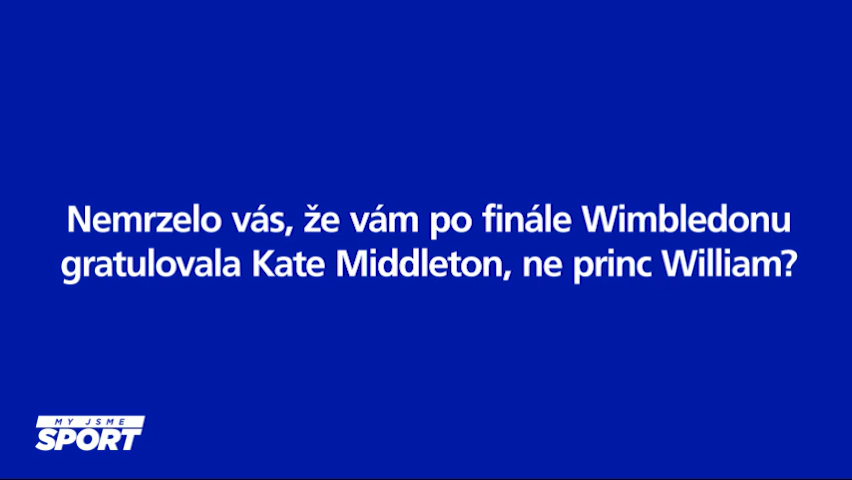 Nemrzelo vás, že vám po finále Wimbledonu
gratulovala Kate Middleton, ne princ William?
MY JSME
SPORT